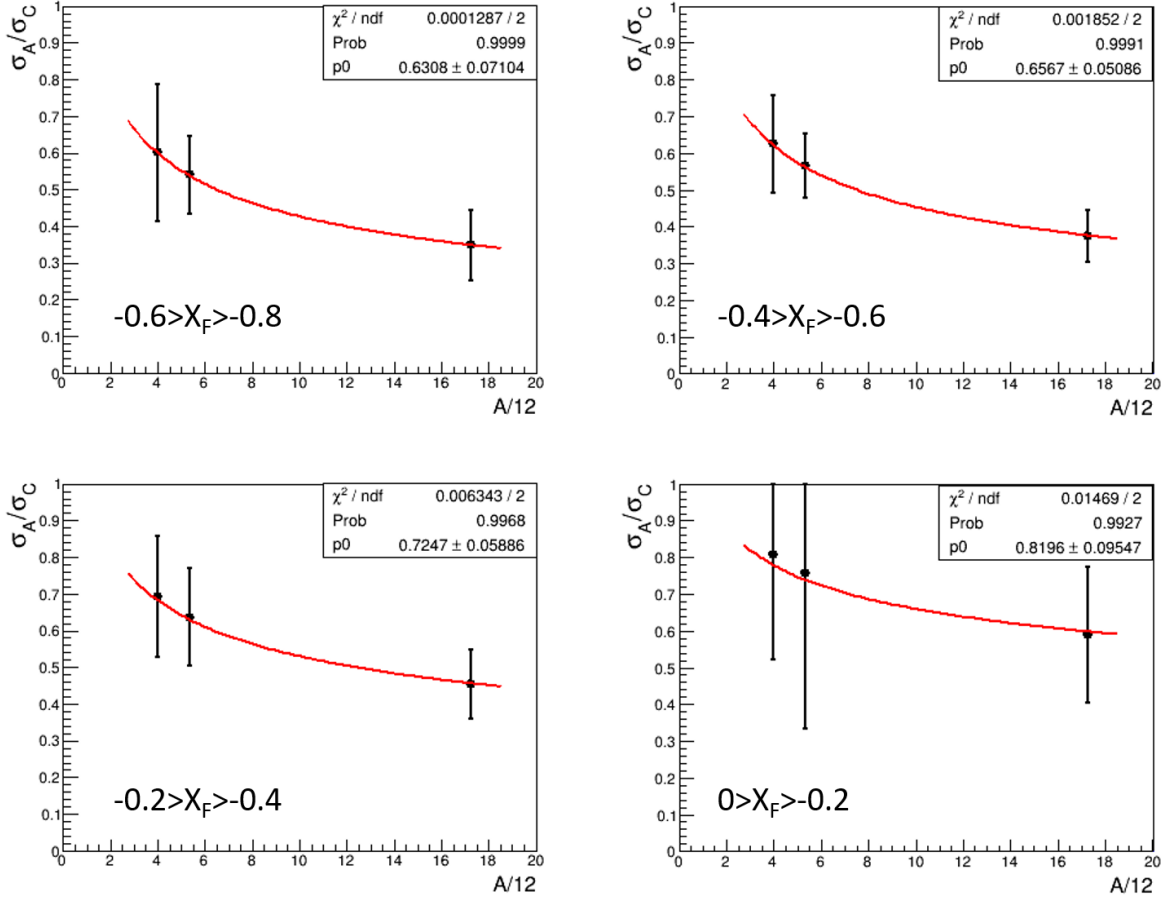 σA/σC
χ² / ndf 0.0001287 / 2
Prob 0.9999
p0 0.6308 ± 0.07104
1
0.9
0.8
0.7
0.6
0.5
0.4
0.3
0.2
0.1
0
-0.6>XF>-0.8
0 2 4 6 8 10 12 14 16 18 20
A/12
σA/σC
χ² / ndf 0.001852 / 2
Prob 0.9991
p0 0.6567 ± 0.05086
1
0.9
0.8
0.7
0.6
0.5
0.4
0.3
0.2
0.1
0
-0.4>XF>-0.6
0 2 4 6 8 10 12 14 16 18 20
A/12
σA/σC
χ² / ndf 0.006343 / 2
Prob 0.9968
p0 0.7247 ± 0.05886
1
0.9
0.8
0.7
0.6
0.5
0.4
0.3
0.2
0.1
0
-0.2>XF>-0.4
0 2 4 6 8 10 12 14 16 18 20
A/12
σA/σC
χ² / ndf 0.01469 / 2
Prob 0.9927
p0 0.8196 ± 0.09547
1
0.9
0.8
0.7
0.6
0.5
0.4
0.3
0.2
0.1
0
0>XF>-0.2
0 2 4 6 8 10 12 14 16 18 20
A/12